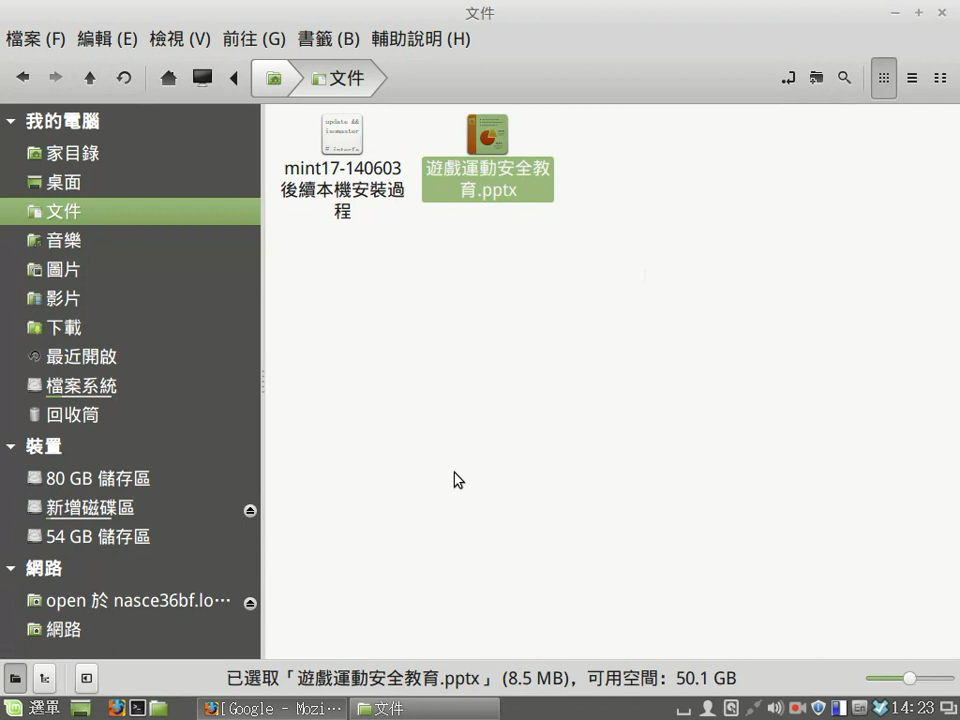 文件
檔案 (F) 編輯 (E) 檢視 (V) 前往 (G) 書籤 (B) 輔助說明 (H)
文件
我的電腦
家目錄
桌面
文件
音樂
圖片
影片
下載
最近開啟
檔案系統
回收筒
裝置
80 GB 儲存區
新增磁碟區
54 GB 儲存區
網路
open 於 nasce36bf.lo…
網路
update &&
isomaster
mint17-140603
後續本機安裝過
程
遊戲運動安全教
育.pptx
已選取「遊戲運動安全教育.pptx」 (8.5 MB)，可用空間： 50.1 GB
選單
[Google - Mozi…
文件
En
14:23